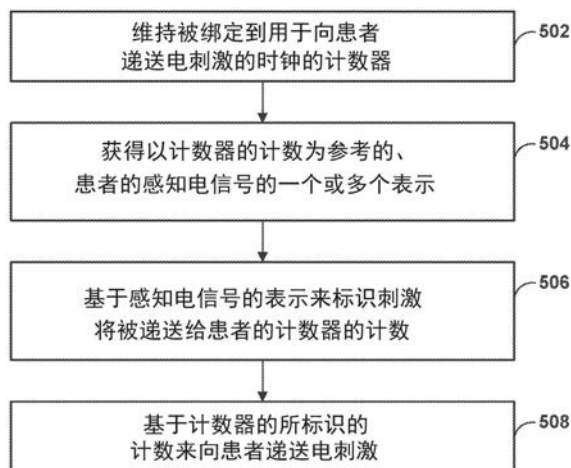 维持被绑定到用于向患者
递送电刺激的时钟的计数器
502
获得以计数器的计数为参考的、
患者的感知电信号的一个或多个表示
504
基于感知电信号的表示来标识刺激
将被递送给患者的计数器的计数
506
基于计数器的所标识的
计数来向患者递送电刺激
508